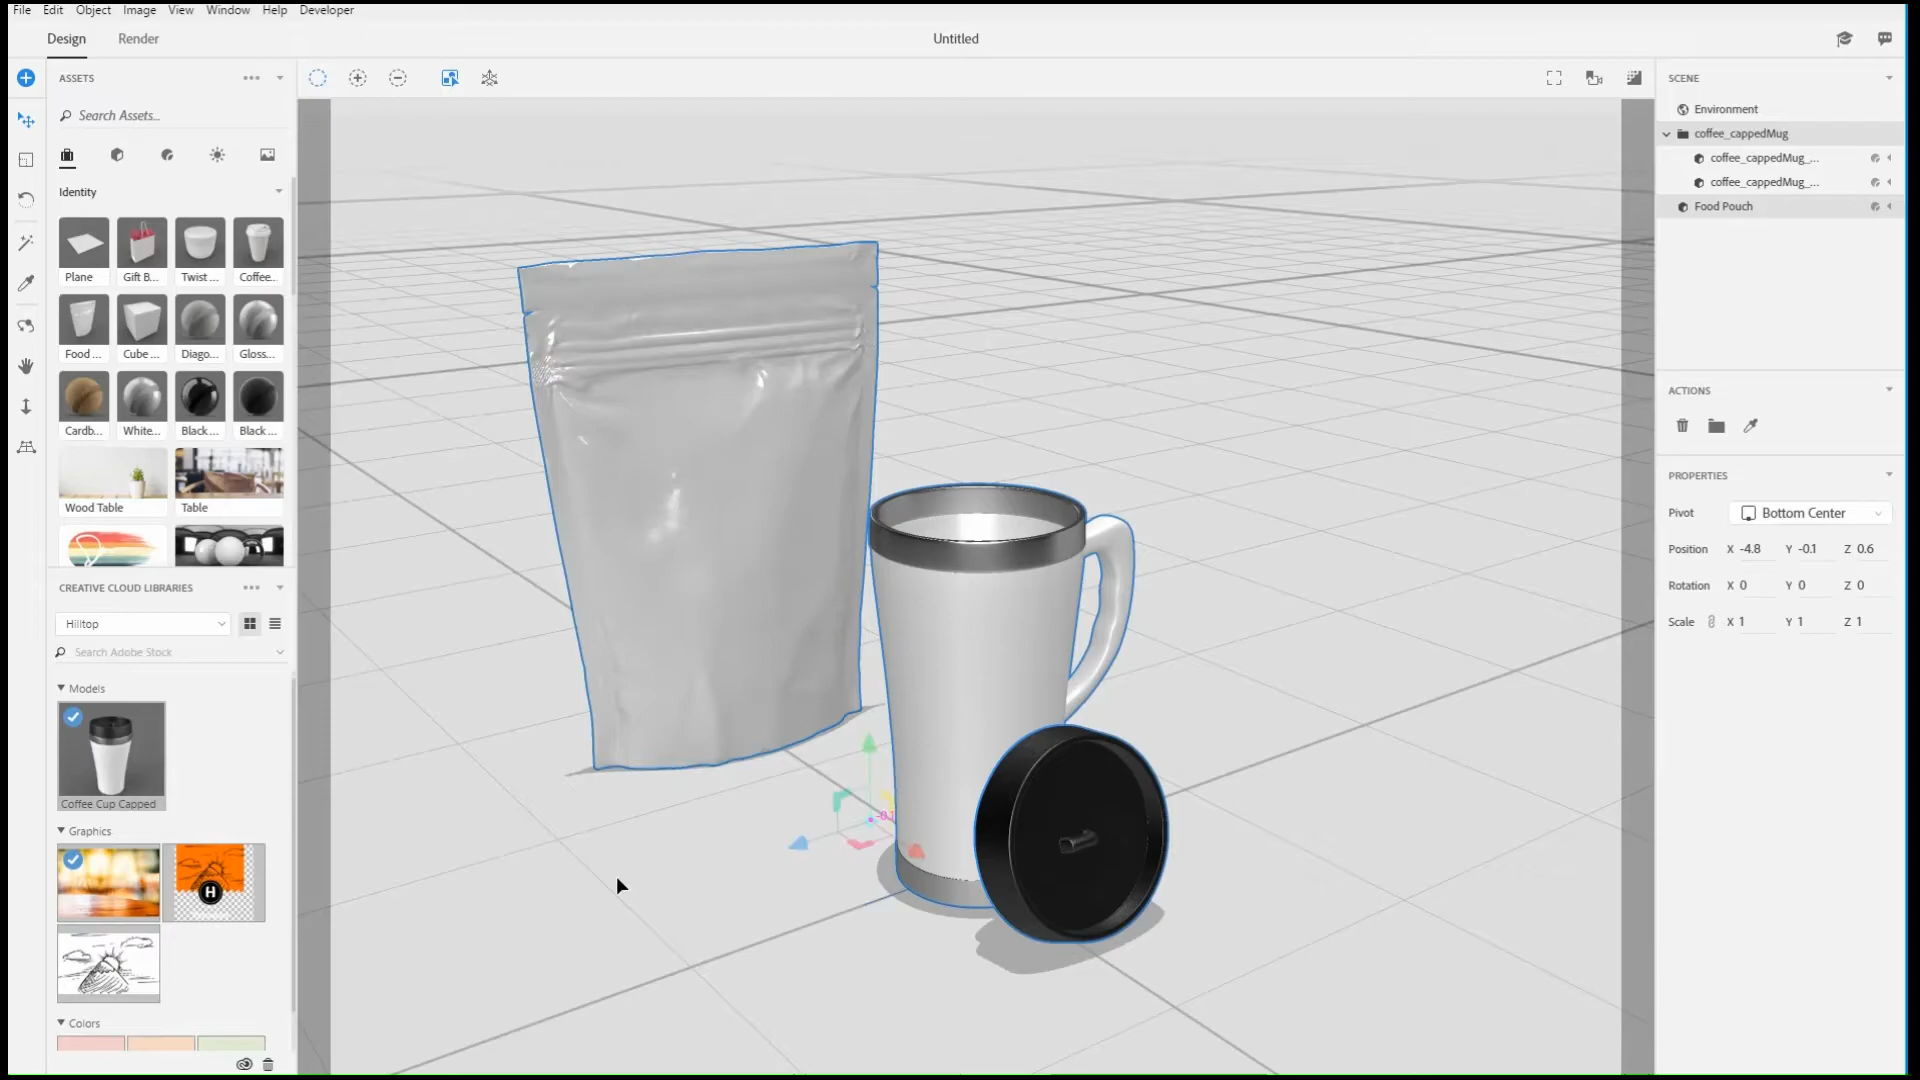 File Edit Object Image View Window Help Developer
Design Render
Untitled
ASSETS
Search Assets...
Identity
Plane Gift B... Twist ... Coffee...
Food ... Cube ... Diago... Gloss...
Cardb... White... Black ... Black ...
Wood Table Table
CREATIVE CLOUD LIBRARIES
Hilltop
Search Adobe Stock
Models
Coffee Cup Capped
Graphics
H
Colors
-0.1
SCENE
Environment
coffee_cappedMug
coffee_cappedMug_...
coffee_cappedMug_...
Food Pouch
ACTIONS
PROPERTIES
Pivot Bottom Center
Position X -4.8 Y -0.1 Z 0.6
Rotation X 0 Y 0 Z 0
Scale X 1 Y 1 Z 1